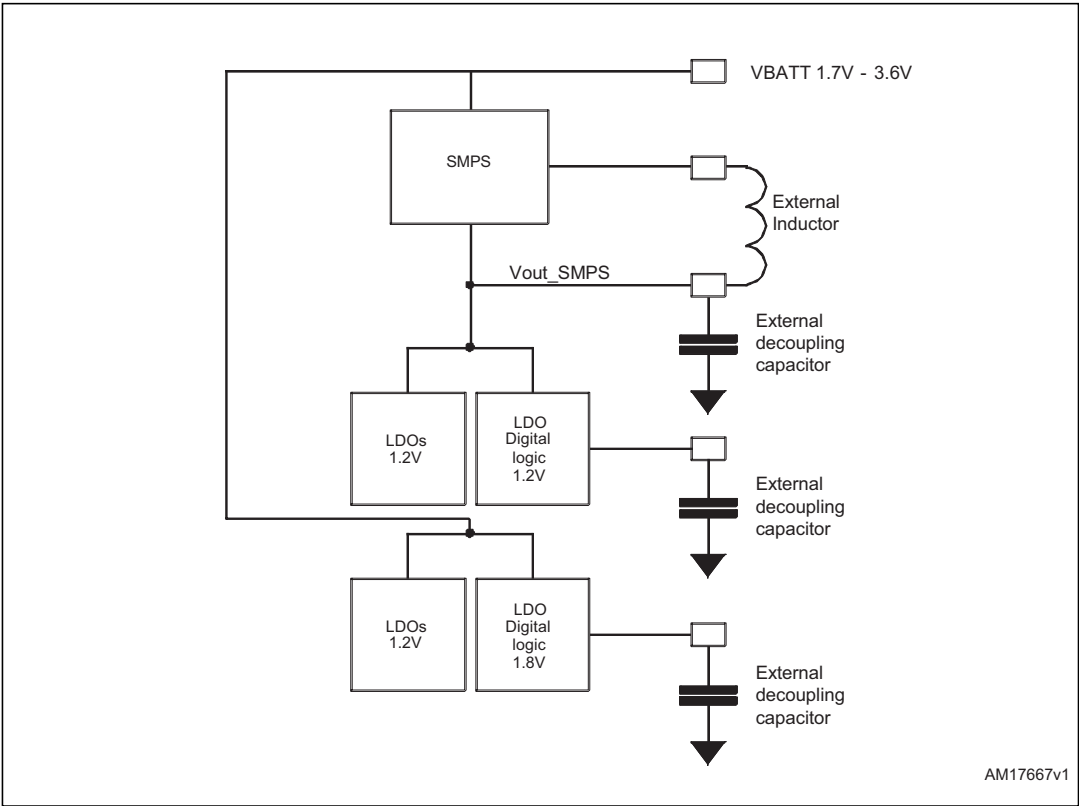 VBATT 1.7V - 3.6V
SMPS
External
Inductor
Vout_SMPS
External
decoupling
capacitor
LDOs
1.2V
LDO
Digital
logic
1.2V
External
decoupling
capacitor
LDOs
1.2V
LDO
Digital
logic
1.8V
External
decoupling
capacitor
AM17667v1